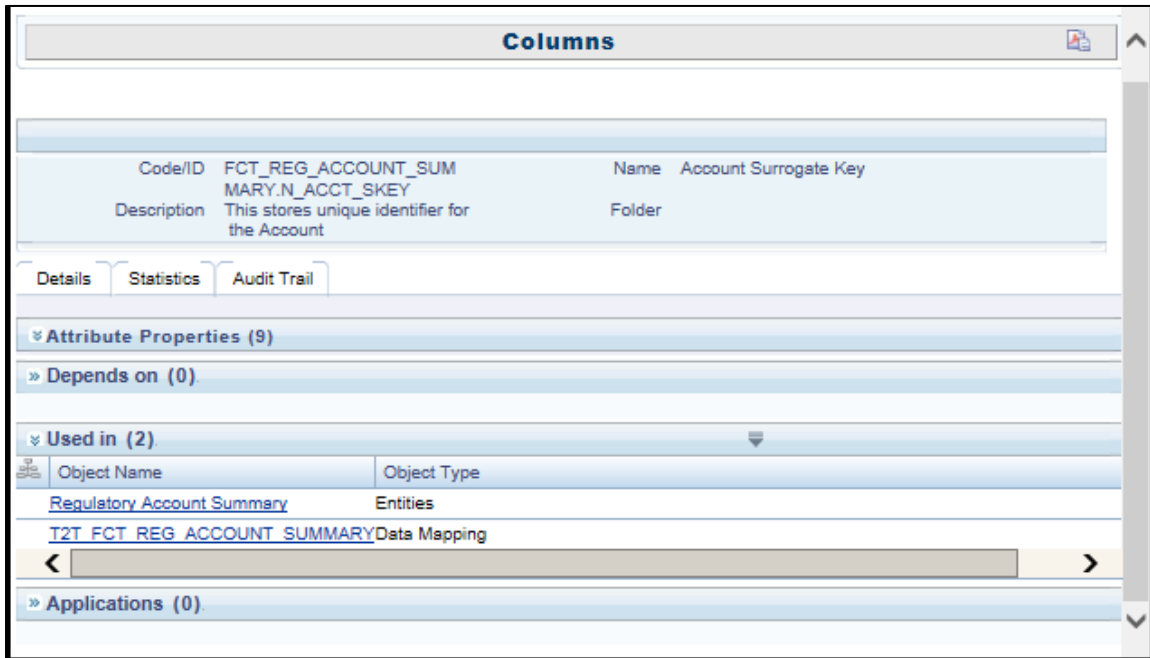 Columns
Code/ID FCT_REG_ACCOUNT_SUM Name Account Surrogate Key
MARY.N_ACCT_SKEY
Description This stores unique identifier for Folder
the Account
Details Statistics Audit Trail
Attribute Properties (9)
Depends on (0)
Used in (2)
Object Name Object Type
Regulatory Account Summary Entities
T2T_FCT_REG_ACCOUNT_SUMMARY Data Mapping
Applications (0)